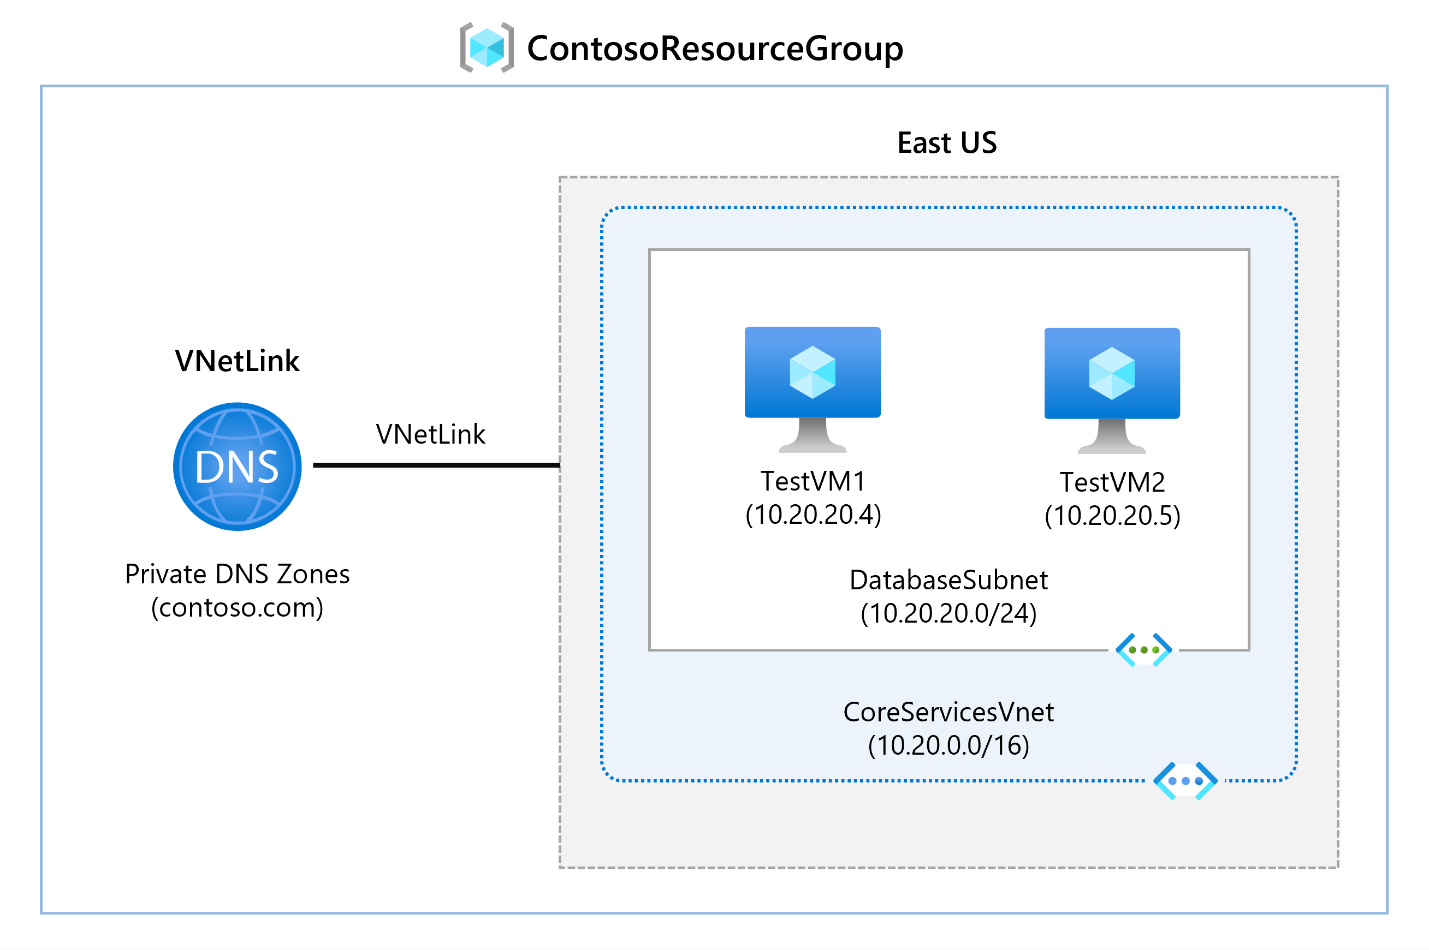 ContosoResourceGroup
East US
VNetLink
DNS
VNetLink
Private DNS Zones
(contoso.com)
TestVM1
(10.20.20.4)
TestVM2
(10.20.20.5)
DatabaseSubnet
(10.20.20.0/24)
CoreServicesVnet
(10.20.0.0/16)